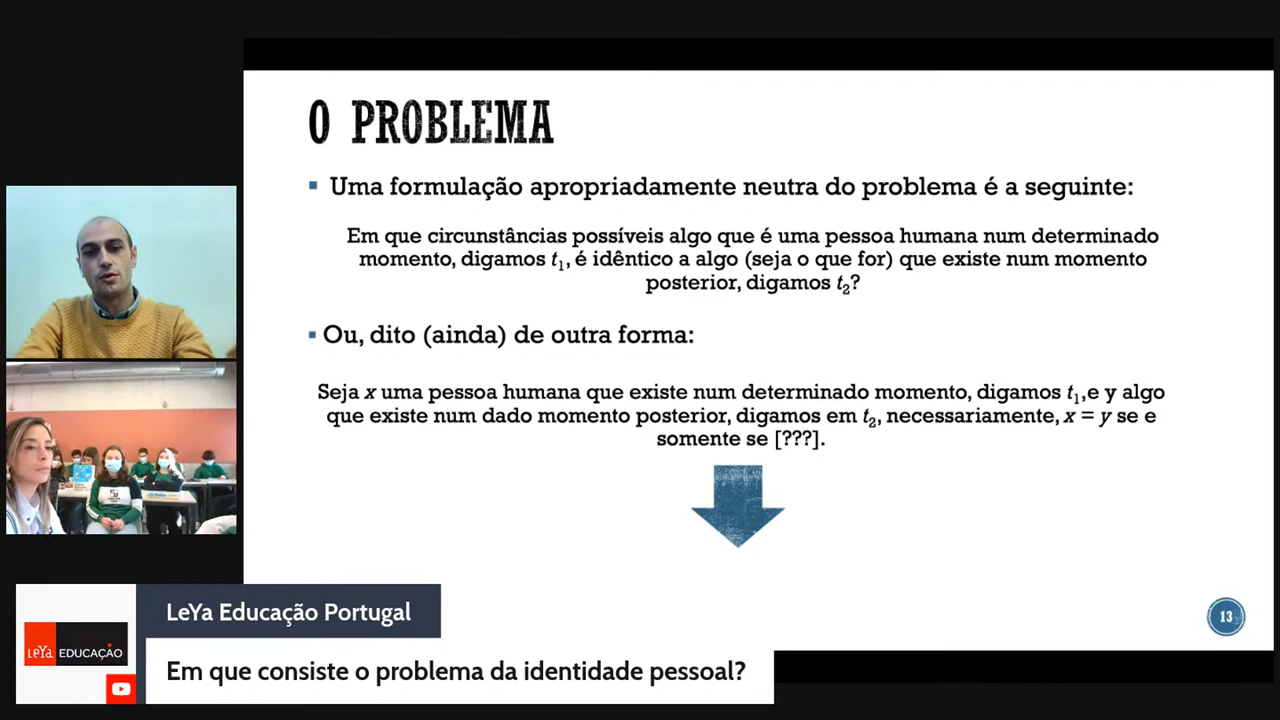 O PROBLEMA
▪ Uma formulação apropriadamente neutra do problema é a seguinte:
Em que circunstâncias possíveis algo que é uma pessoa humana num determinado
momento, digamos t₁, é idêntico a algo (seja o que for) que existe num momento
posterior, digamos t₂?
▪ Ou, dito (ainda) de outra forma:
Seja x uma pessoa humana que existe num determinado momento, digamos t₁,e y algo
que existe num dado momento posterior, digamos em t₂, necessariamente, x = y se e
somente se [???].
13
LeYa Educação Portugal
LeYa EDUCAÇÃO
Em que consiste o problema da identidade pessoal?